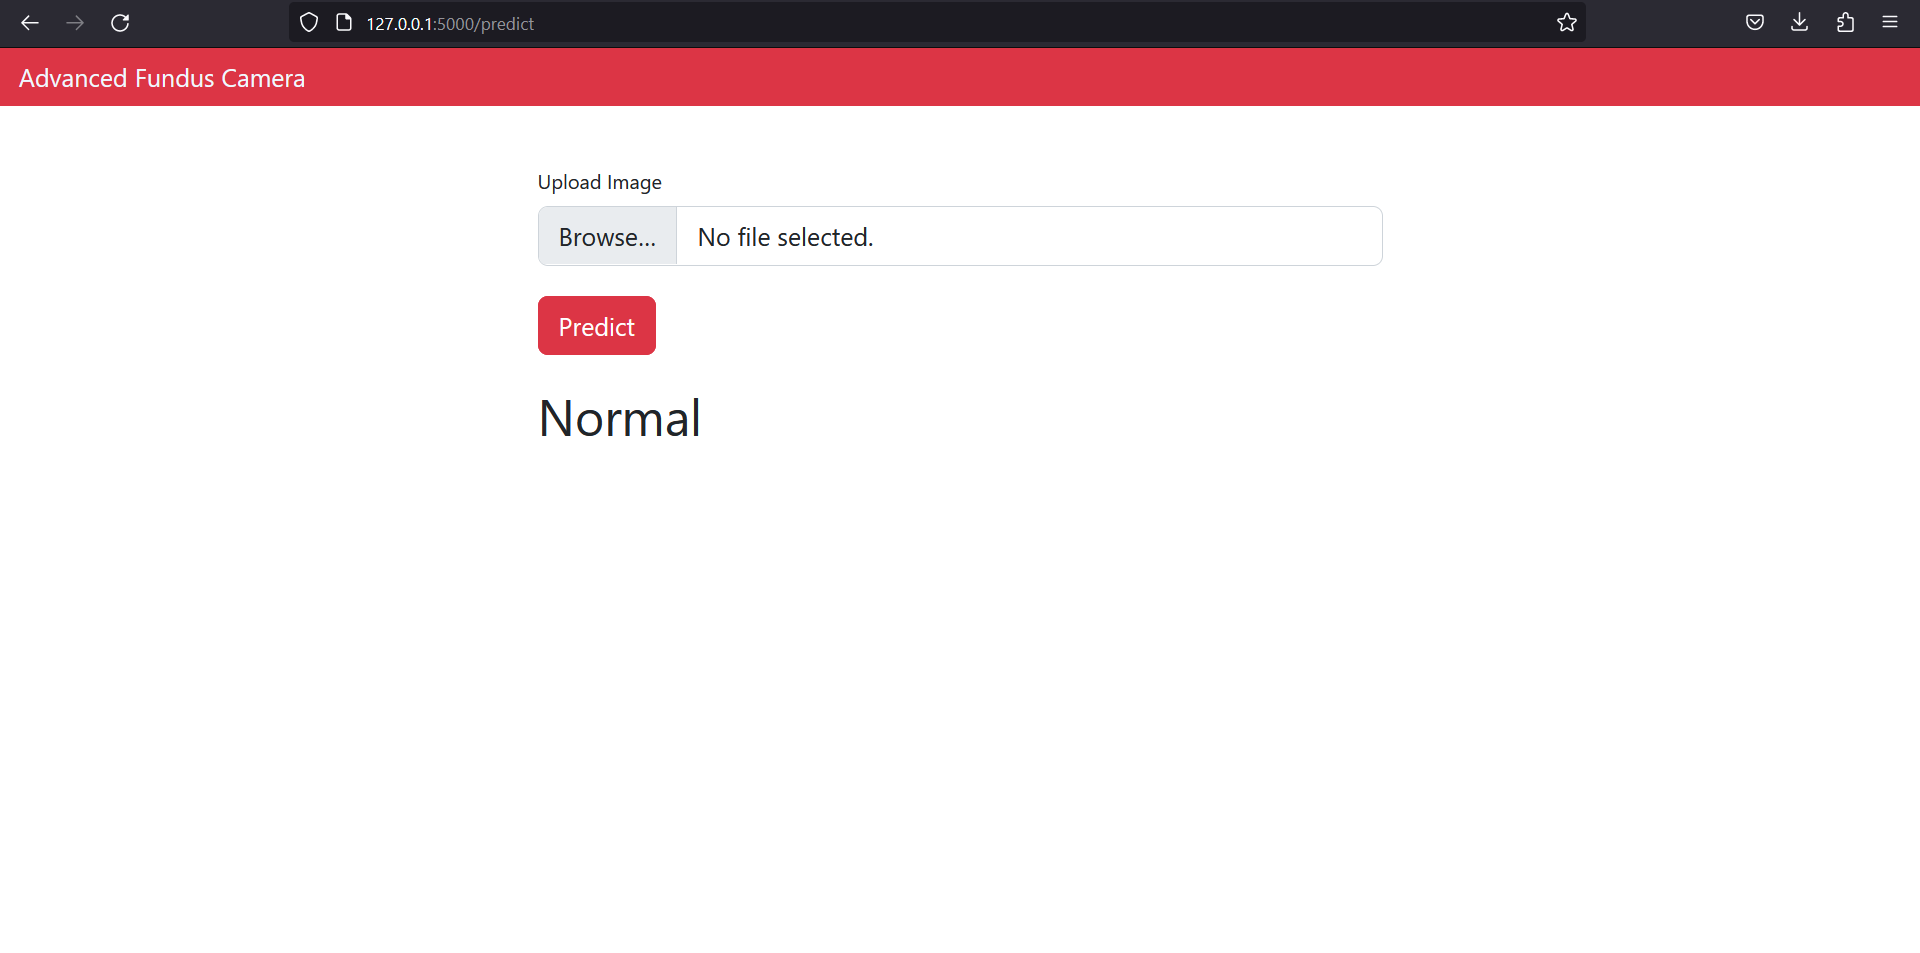 127.0.0.1:5000/predict
Advanced Fundus Camera
Upload Image
Browse... No file selected.
Predict
Normal